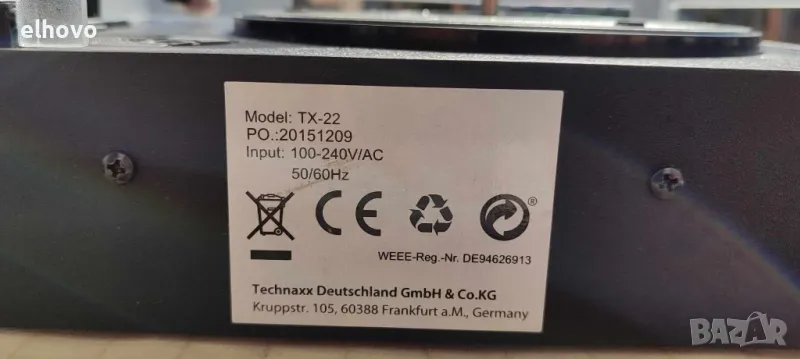 elhovo
Model: TX-22
PO.:20151209
Input: 100-240V/AC
50/60Hz
CE
®
WEEE-Reg.-Nr. DE94626913
Technaxx Deutschland GmbH & Co.KG
Kruppstr. 105, 60388 Frankfurt a.M., Germany
BAZAR